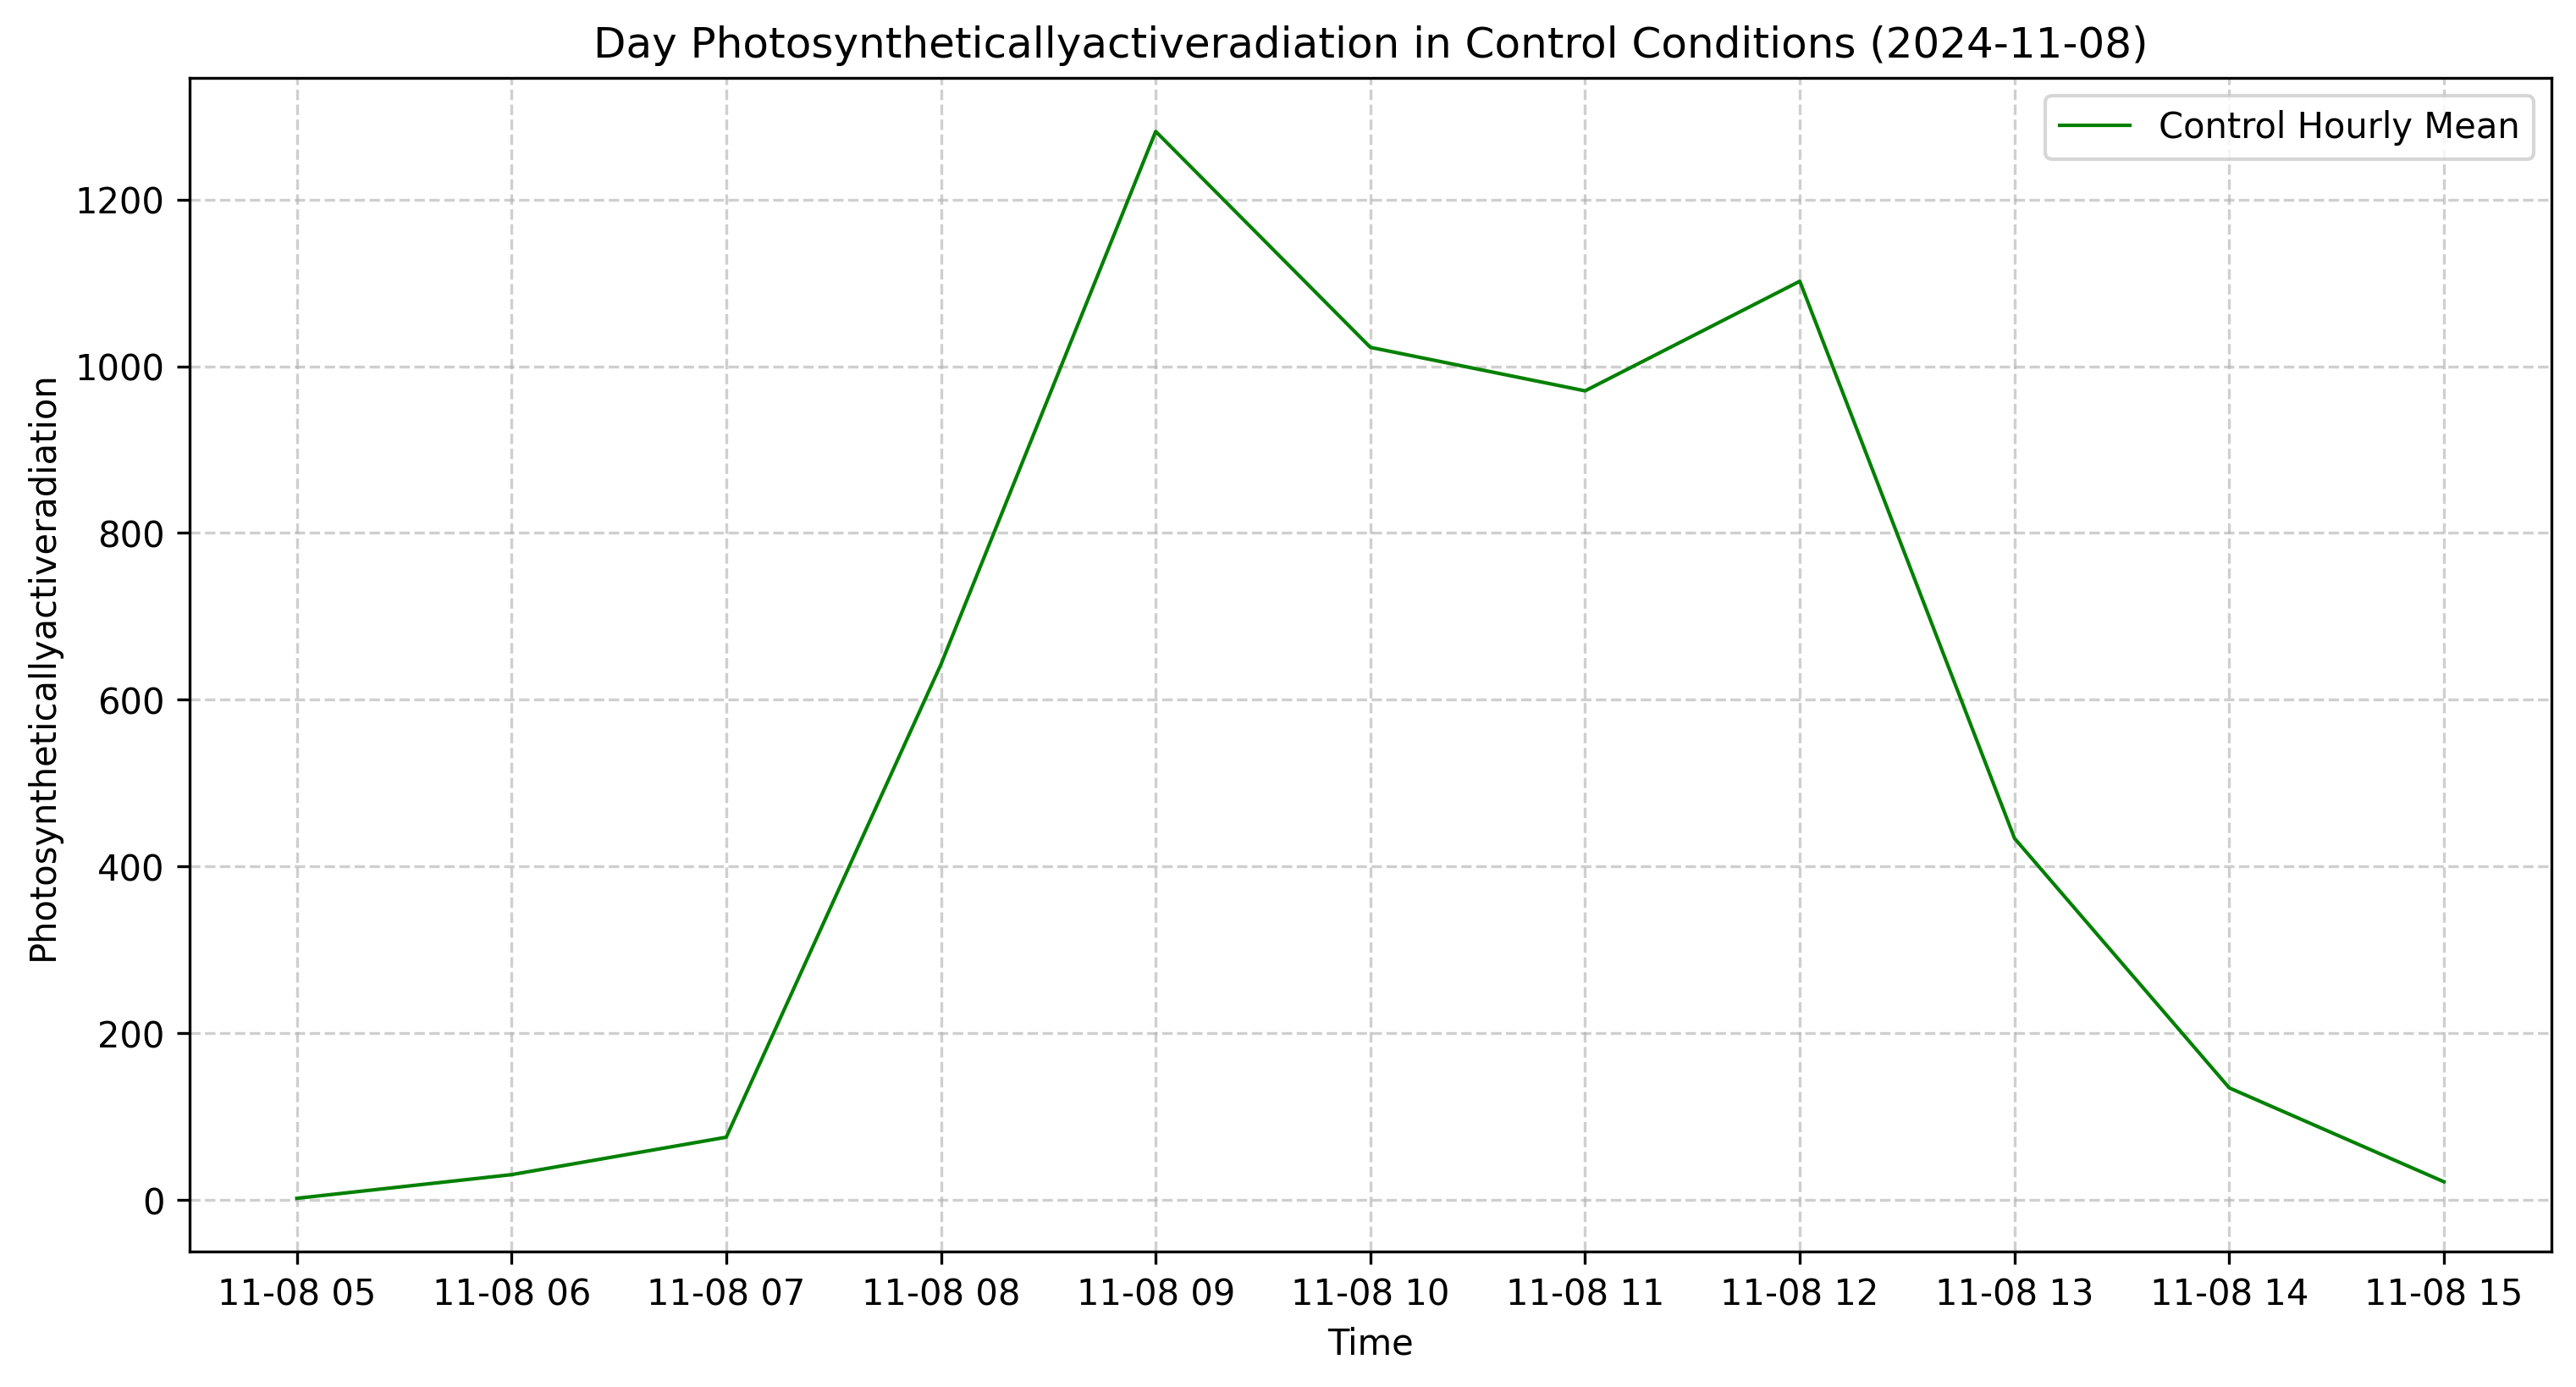 Day Photosyntheticallyactiveradiation in Control Conditions (2024-11-08)
Control Hourly Mean
Photosyntheticallyactiveradiation
1200
1000
800
600
400
200
0
11-08 05 11-08 06 11-08 07 11-08 08 11-08 09 11-08 10 11-08 11 11-08 12 11-08 13 11-08 14 11-08 15
Time